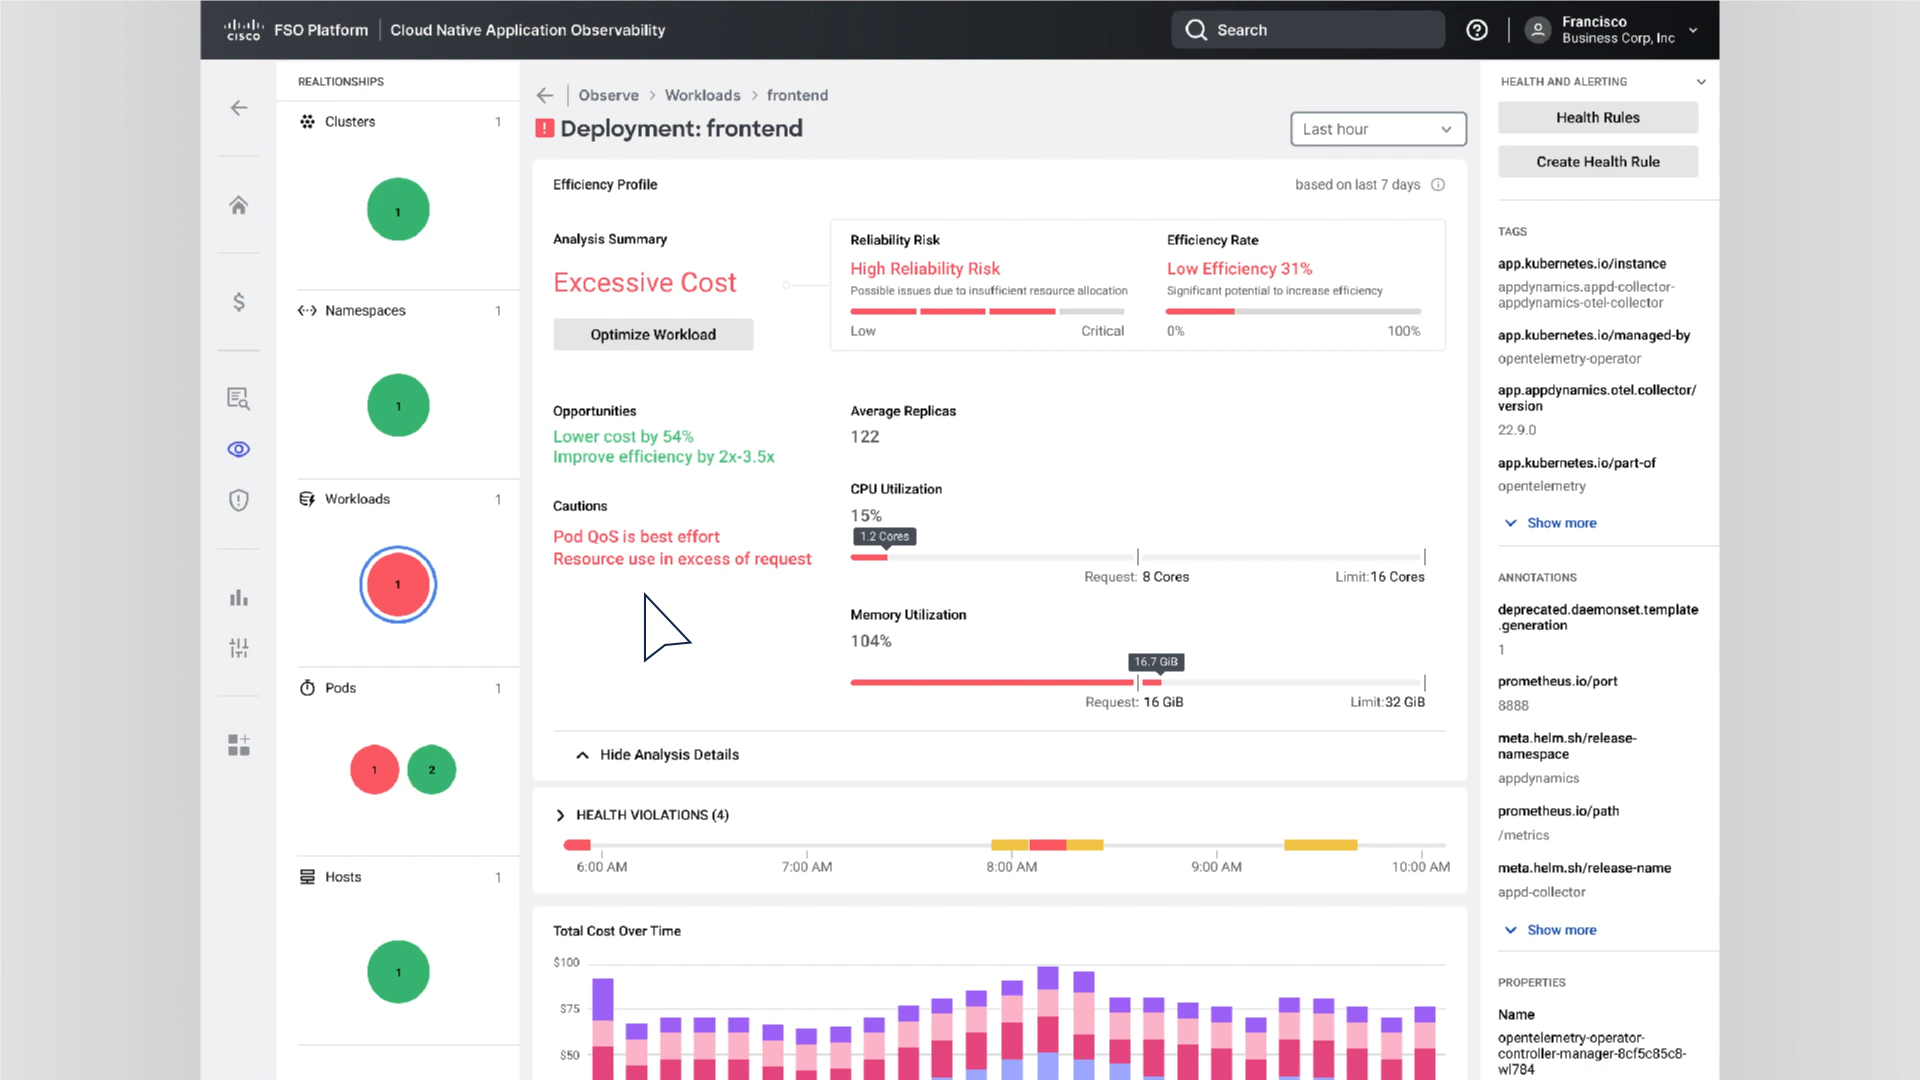 cisco FSO Platform Cloud Native Application Observability
Search
Francisco
Business Corp, Inc
REALTIONSHIPS
Clusters 1
1
Namespaces 1
1
Workloads 1
1
Pods 1
1 2
Hosts 1
1
Observe > Workloads > frontend
! Deployment: frontend
Last hour
Efficiency Profile
based on last 7 days
Analysis Summary
Excessive Cost
Optimize Workload
Reliability Risk
High Reliability Risk
Possible issues due to insufficient resource allocation
Low Critical
Efficiency Rate
Low Efficiency 31%
Significant potential to increase efficiency
0% 100%
Opportunities
Lower cost by 54%
Improve efficiency by 2x-3.5x
Cautions
Pod QoS is best effort
Resource use in excess of request
Average Replicas
122
CPU Utilization
15%
1.2 Cores
Request: 8 Cores Limit:16 Cores
Memory Utilization
104%
16.7 GiB
Request: 16 GiB Limit:32 GiB
Hide Analysis Details
HEALTH VIOLATIONS (4)
6:00 AM 7:00 AM 8:00 AM 9:00 AM 10:00 AM
Total Cost Over Time
$100
$75
$50
HEALTH AND ALERTING
Health Rules
Create Health Rule
TAGS
app.kubernetes.io/instance
appdynamics.appd-collector-
appdynamics-otel-collector
app.kubernetes.io/managed-by
opentelemetry-operator
app.appdynamics.otel.collector/
version
22.9.0
app.kubernetes.io/part-of
opentelemetry
Show more
ANNOTATIONS
deprecated.daemonset.template
.generation
1
prometheus.io/port
8888
meta.helm.sh/release-
namespace
appdynamics
prometheus.io/path
/metrics
meta.helm.sh/release-name
appd-collector
Show more
PROPERTIES
Name
opentelemetry-operator-
controller-manager-8cf5c85c8-
wl784